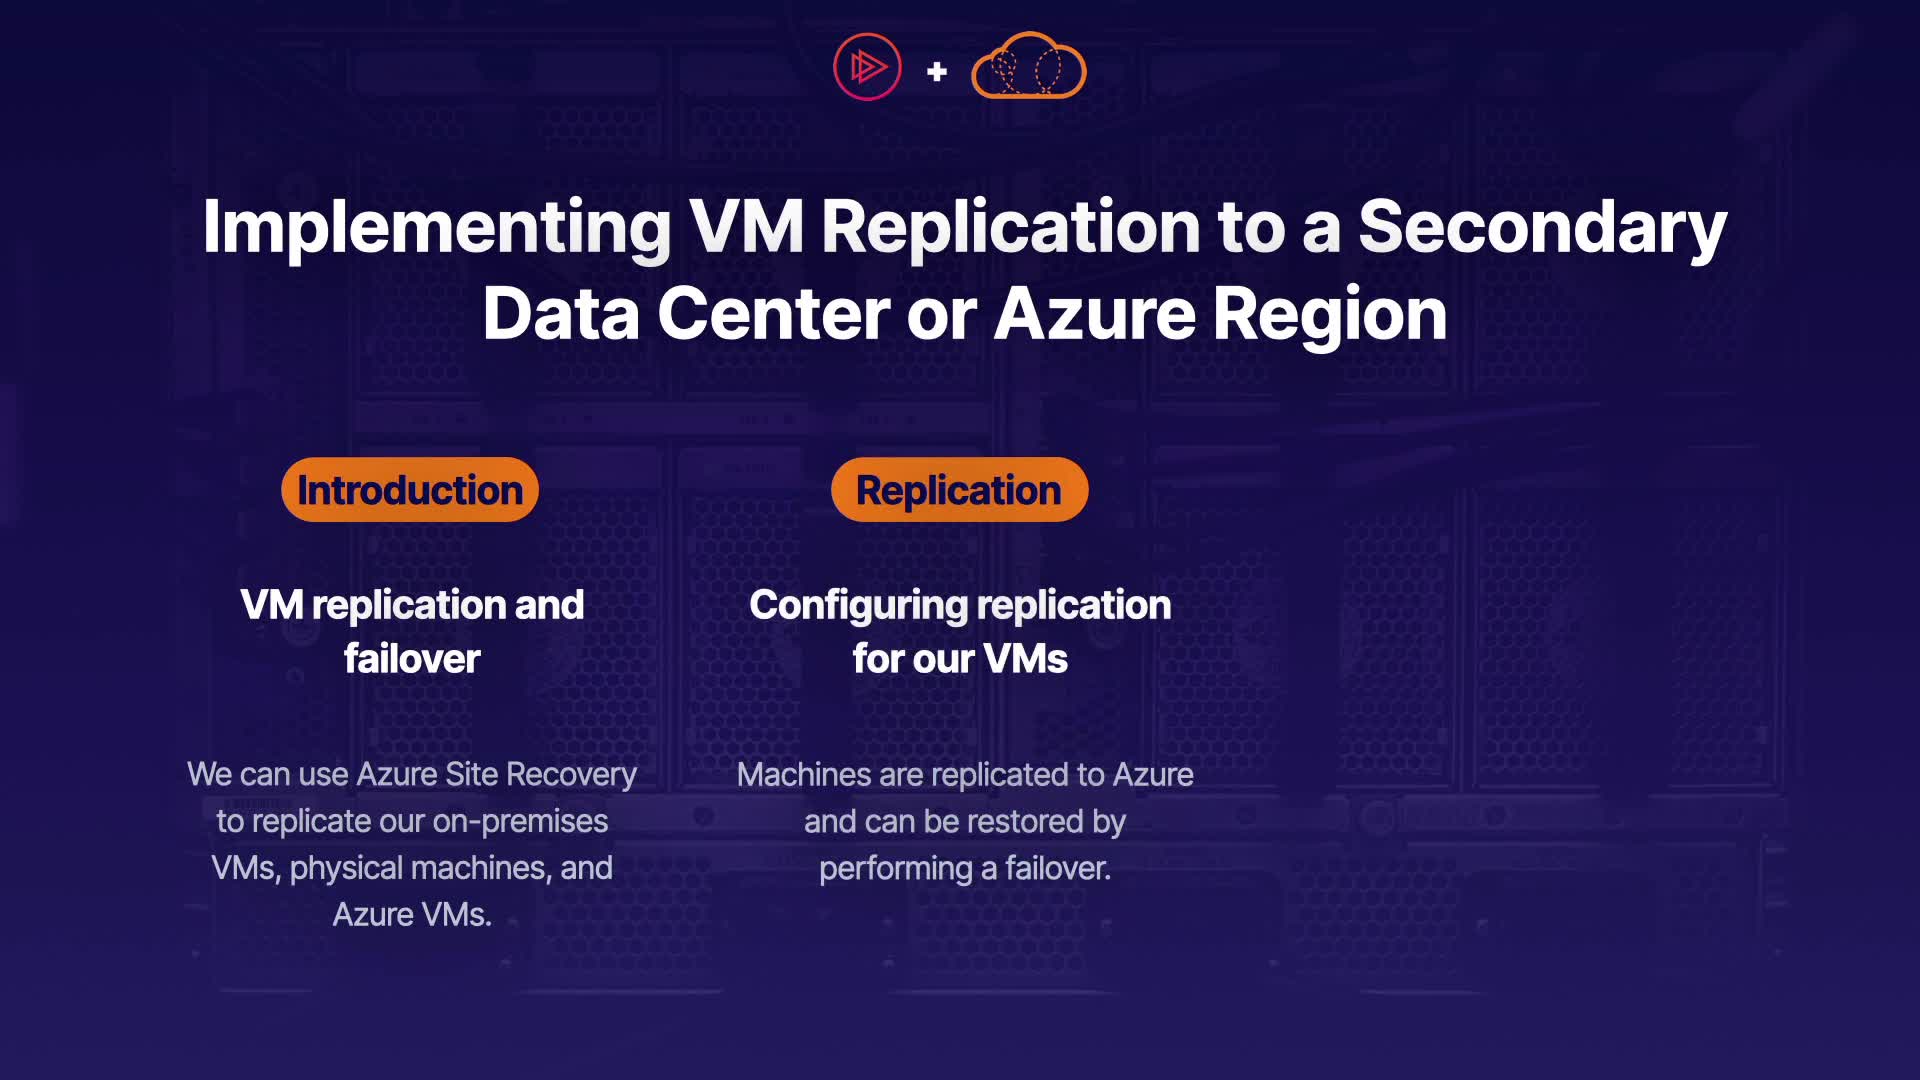 Implementing VM Replication to a Secondary
Data Center or Azure Region
Introduction
VM replication and
failover
We can use Azure Site Recovery
to replicate our on-premises
VMs, physical machines, and
Azure VMs.
Replication
Configuring replication
for our VMs
Machines are replicated to Azure
and can be restored by
performing a failover.